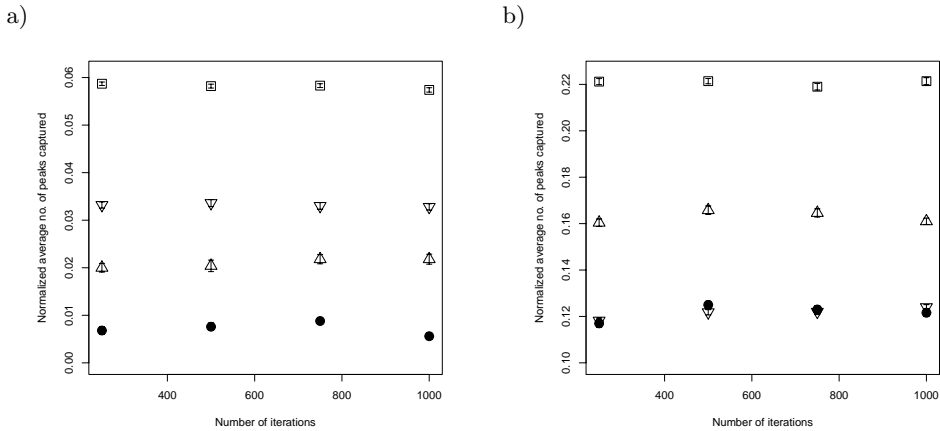 a)
b)
Normalized average no. of peaks captured
0.06
0.05
0.04
0.03
0.02
0.01
0.00
400 600 800 1000
Number of iterations
Normalized average no. of peaks captured
0.22
0.20
0.18
0.16
0.14
0.12
0.10
400 600 800 1000
Number of iterations